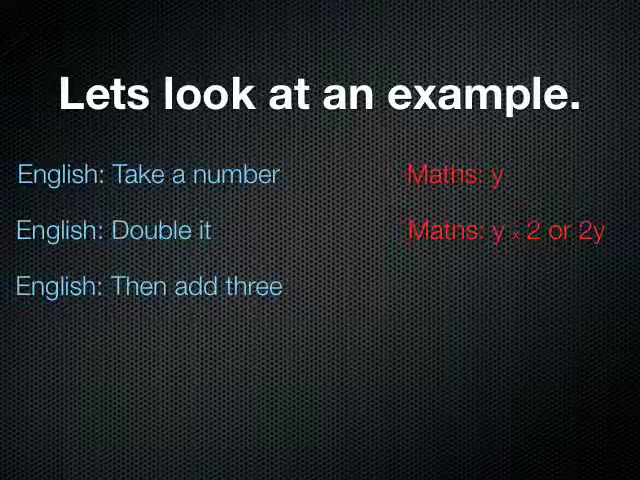 Lets look at an example.
English: Take a number Maths: y
English: Double it Maths: y x 2 or 2y
English: Then add three